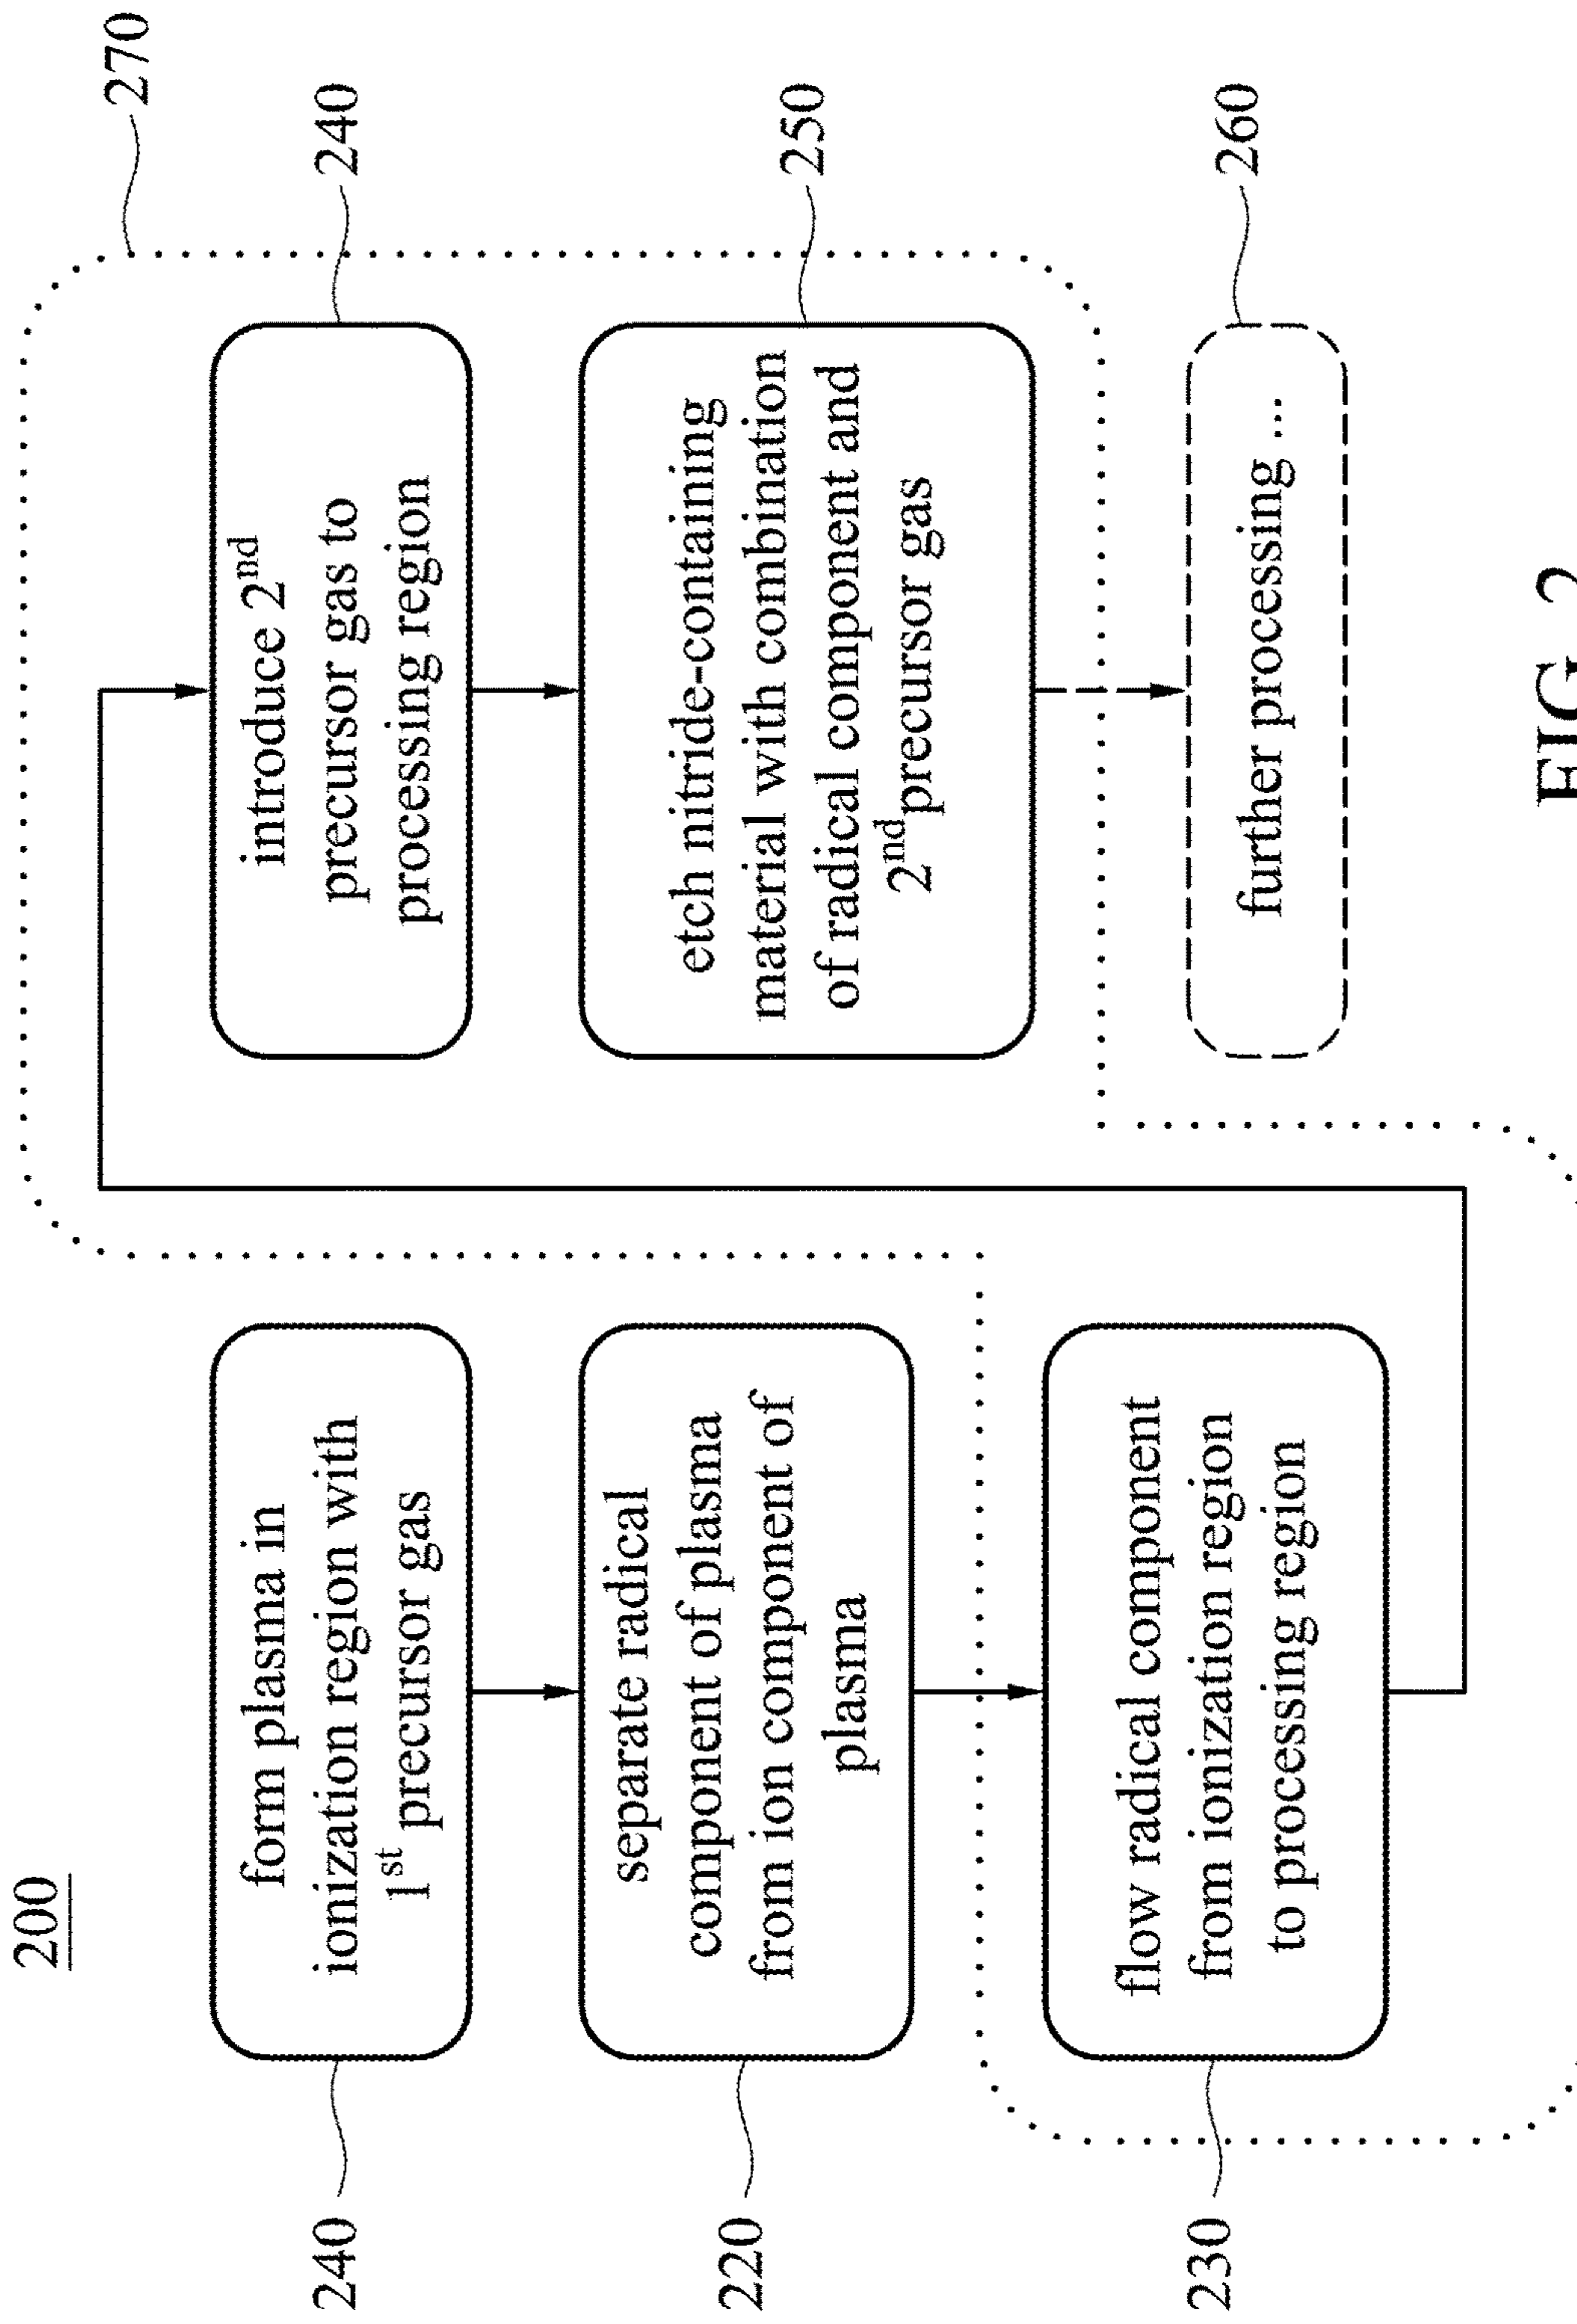 200
240
form plasma in
ionization region with
1st precursor gas
220
separate radical
component of plasma
from ion component of
plasma
230
flow radical component
from ionization region
to processing region
270
240
introduce 2nd
precursor gas to
processing region
250
etch nitride-containing
material with combination
of radical component and
2nd precursor gas
260
further processing ...
FIG 2